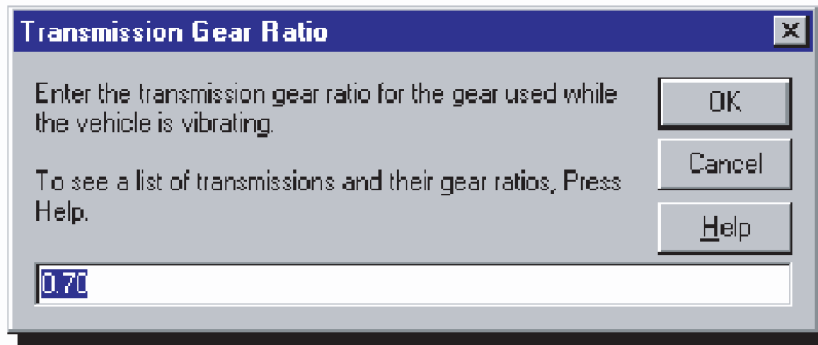 Transmission Gear Ratio
Enter the transmission gear ratio for the gear used while
the vehicle is vibrating.
To see a list of transmissions and their gear ratios, Press
Help.
OK
Cancel
Help
0.70